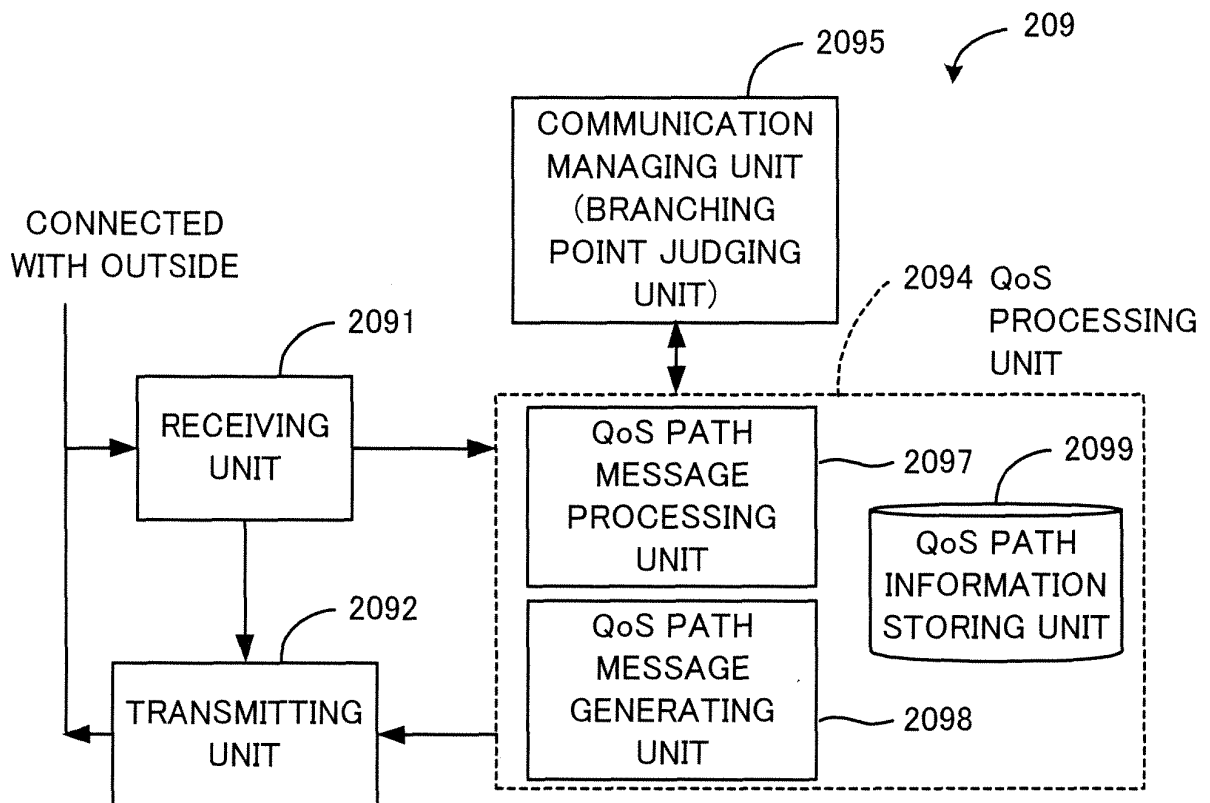 209
2095
COMMUNICATION
MANAGING UNIT
(BRANCHING
POINT JUDGING
UNIT)
CONNECTED
WITH OUTSIDE
2094 QoS
PROCESSING
UNIT
2091
RECEIVING
UNIT
QoS PATH
MESSAGE
PROCESSING
UNIT
2097
2099
QoS PATH
INFORMATION
STORING UNIT
2092
TRANSMITTING
UNIT
QoS PATH
MESSAGE
GENERATING
UNIT
2098